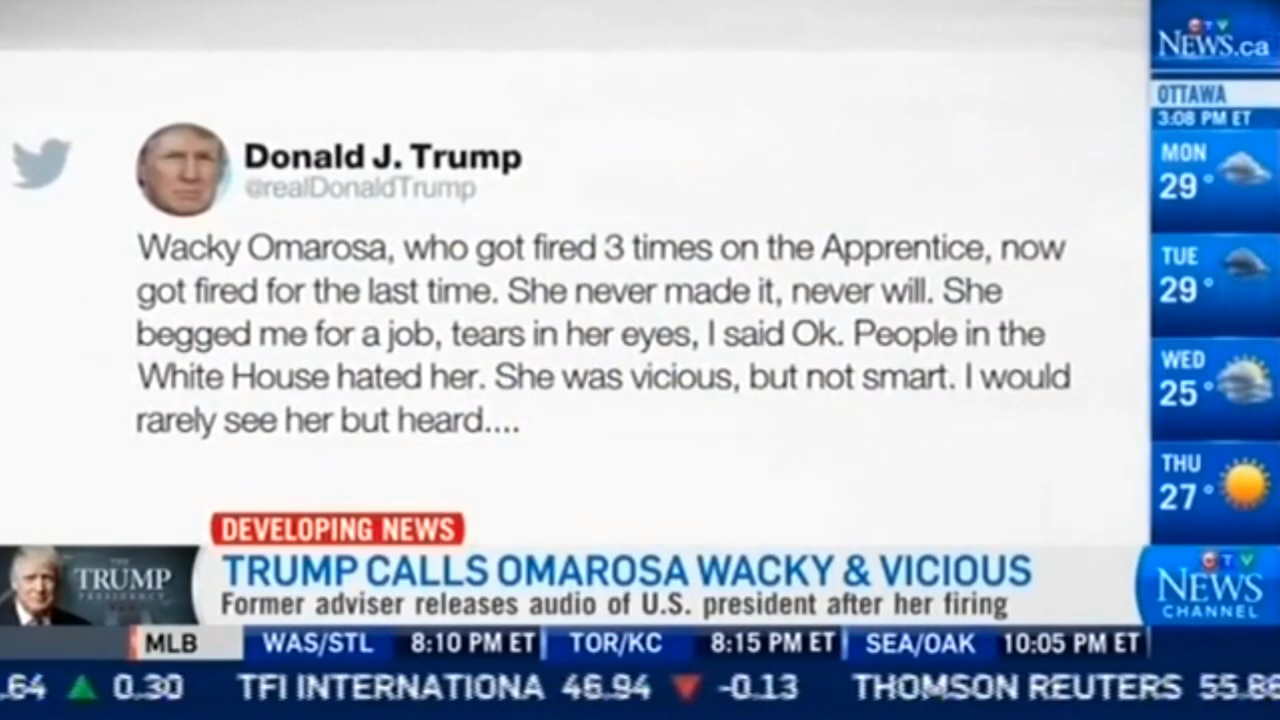 CTV
NEWS.ca
OTTAWA
3:08 PM ET
MON
29°
TUE
29°
WED
25°
THU
27°
Donald J. Trump
@realDonaldTrump
Wacky Omarosa, who got fired 3 times on the Apprentice, now
got fired for the last time. She never made it, never will. She
begged me for a job, tears in her eyes, I said Ok. People in the
White House hated her. She was vicious, but not smart. I would
rarely see her but heard....
DEVELOPING NEWS
THE
TRUMP
PRESIDENCY
TRUMP CALLS OMAROSA WACKY & VICIOUS
Former adviser releases audio of U.S. president after her firing
CTV
NEWS
CHANNEL
MLB WAS/STL 8:10 PM ET TOR/KC 8:15 PM ET SEA/OAK 10:05 PM ET
.64 ▲ 0.30 TFI INTERNATIONA 46.94 ▼ -0.13 THOMSON REUTERS 55.86